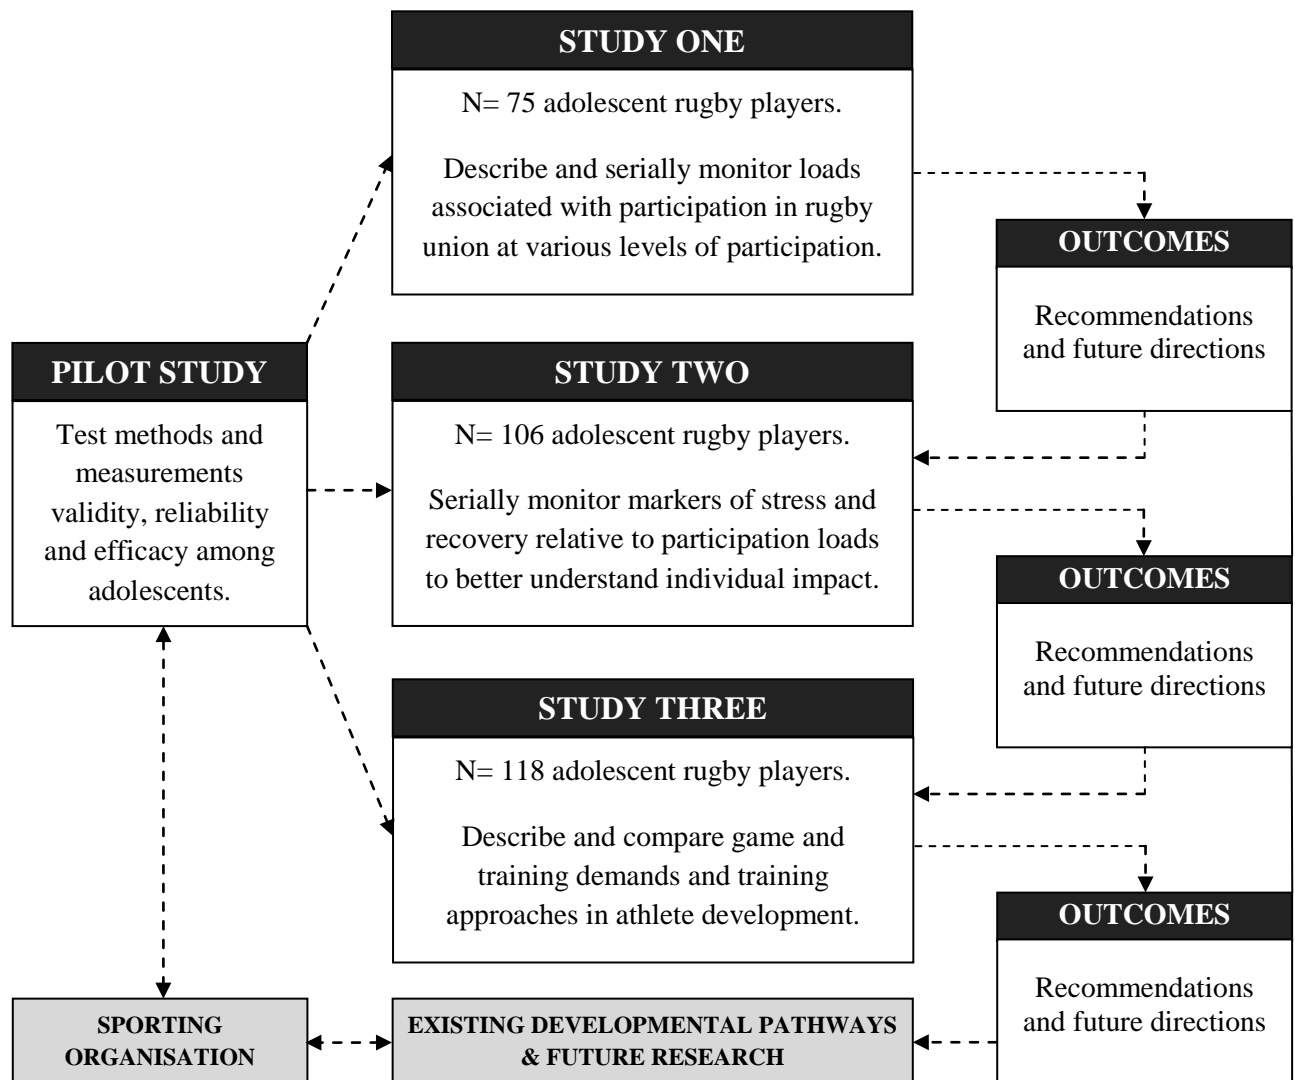 STUDY ONE
N= 75 adolescent rugby players.
Describe and serially monitor loads
associated with participation in rugby
union at various levels of participation.
OUTCOMES
Recommendations
and future directions
PILOT STUDY
Test methods and
measurements
validity, reliability
and efficacy among
adolescents.
STUDY TWO
N= 106 adolescent rugby players.
Serially monitor markers of stress and
recovery relative to participation loads
to better understand individual impact.
OUTCOMES
Recommendations
and future directions
STUDY THREE
N= 118 adolescent rugby players.
Describe and compare game and
training demands and training
approaches in athlete development.
OUTCOMES
Recommendations
and future directions
SPORTING
ORGANISATION
EXISTING DEVELOPMENTAL PATHWAYS
& FUTURE RESEARCH